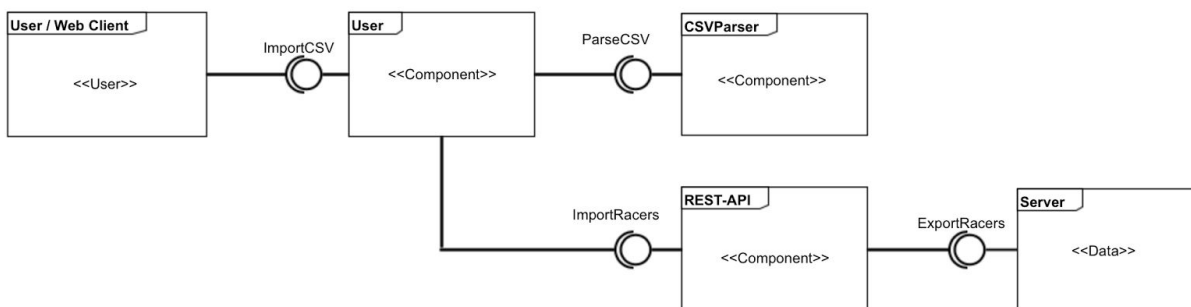 User / Web Client
User
CSVParser
ImportCSV
ParseCSV
<<User>>
<<Component>>
<<Component>>
REST-API
Server
ImportRacers
ExportRacers
<<Component>>
<<Data>>